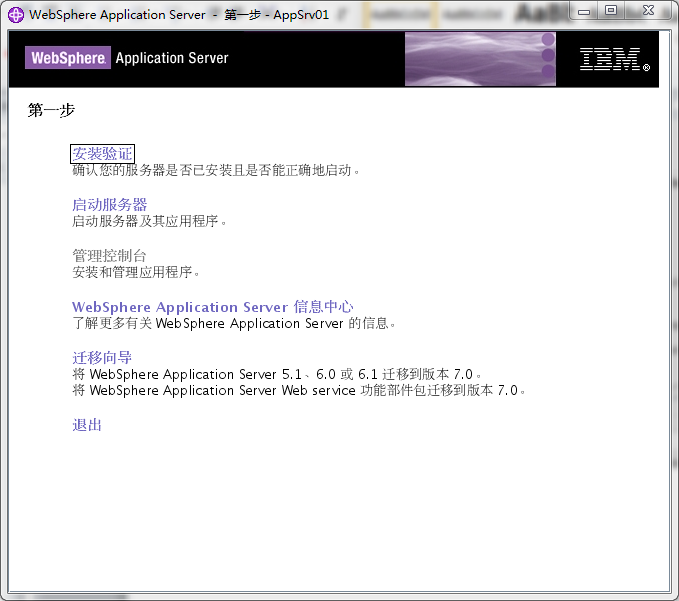 WebSphere Application Server - 第一步 - AppSrv01
WebSphere. Application Server
IBM®
第一步
安装验证
确认您的服务器是否已安装且是否能正确地启动。
启动服务器
启动服务器及其应用程序。
管理控制台
安装和管理应用程序。
WebSphere Application Server 信息中心
了解更多有关 WebSphere Application Server 的信息。
迁移向导
将 WebSphere Application Server 5.1、6.0 或 6.1 迁移到版本 7.0。
将 WebSphere Application Server Web service 功能部件包迁移到版本 7.0。
退出